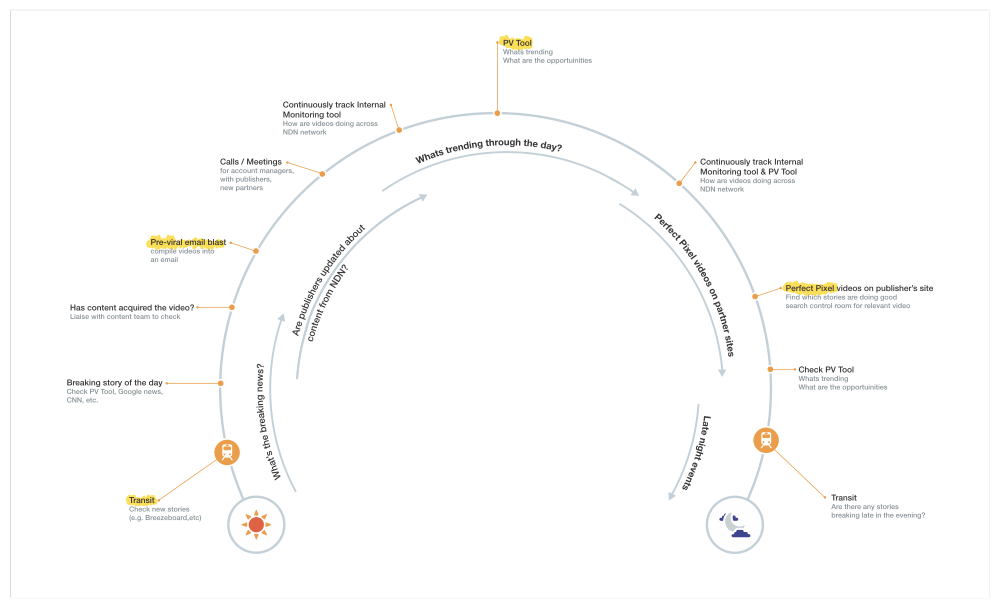 PV Tool
Whats trending
What are the opportuinities
Continuously track Internal
Monitoring tool
How are videos doing across
NDN network
Calls / Meetings
for account managers,
with publishers,
new partners
Pre-viral email blast
compile videos into
an email
Has content acquired the video?
Liaise with content team to check
Breaking story of the day
Check PV Tool, Google news,
CNN, etc.
Transit
Check new stories
(e.g. Breezeboard,etc)
What's the breaking news?
Are publishers updated about
content from NDN?
Whats trending through the day?
Perfect Pixel videos on partner sites
Late night events
Continuously track Internal
Monitoring tool & PV Tool
How are videos doing across
NDN network
Perfect Pixel videos on publisher's site
Find which stories are doing good
search control room for relevant video
Check PV Tool
Whats trending
What are the opportuinities
Transit
Are there any stories
breaking late in the evening?